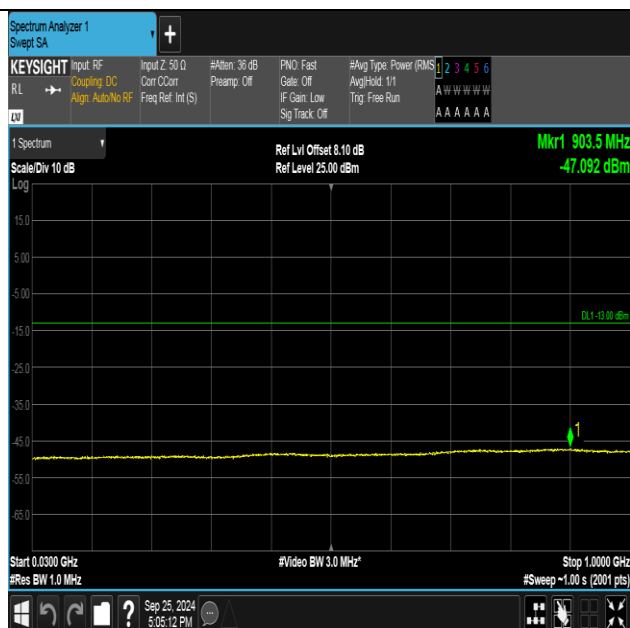 Spectrum Analyzer 1
Swept SA
+
KEYSIGHT
RL
LXI
Input: RF
Coupling: DC
Align: Auto/No RF
Input Z: 50 Ω
Corr CCorr
Freq Ref: Int (S)
#Atten: 36 dB
Preamp: Off
PNO: Fast
Gate: Off
IF Gain: Low
Sig Track: Off
#Avg Type: Power (RMS
Avg|Hold: 1/1
Trig: Free Run
1 2 3 4 5 6
A W W W W W
A A A A A A
1 Spectrum
Scale/Div 10 dB
Ref Lvl Offset 8.10 dB
Ref Level 25.00 dBm
Mkr1 903.5 MHz
-47.092 dBm
Log
15.0
5.00
-5.00
DL1 -13.00 dBm
-15.0
-25.0
-35.0
1
-45.0
-55.0
-65.0
Start 0.0300 GHz
#Video BW 3.0 MHz*
Stop 1.0000 GHz
#Res BW 1.0 MHz
#Sweep ~1.00 s (2001 pts)
?
Sep 25, 2024
5:05:12 PM